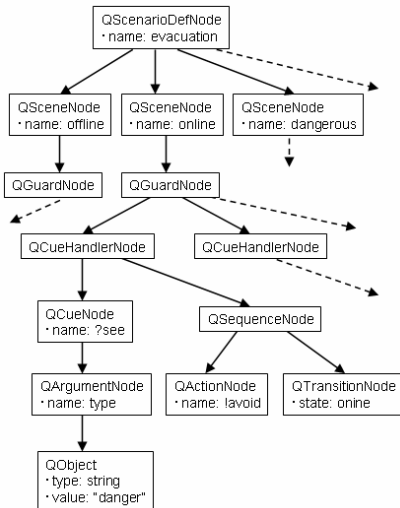 QScenarioDefNode
・name: evacuation
QSceneNode
・name: offline
QSceneNode
・name: online
QSceneNode
・name: dangerous
QGuardNode
QGuardNode
QCueHandlerNode
QCueHandlerNode
QCueNode
・name: ?see
QSequenceNode
QArgumentNode
・name: type
QActionNode
・name: !avoid
QTransitionNode
・state: onine
QObject
・type: string
・value: "danger"